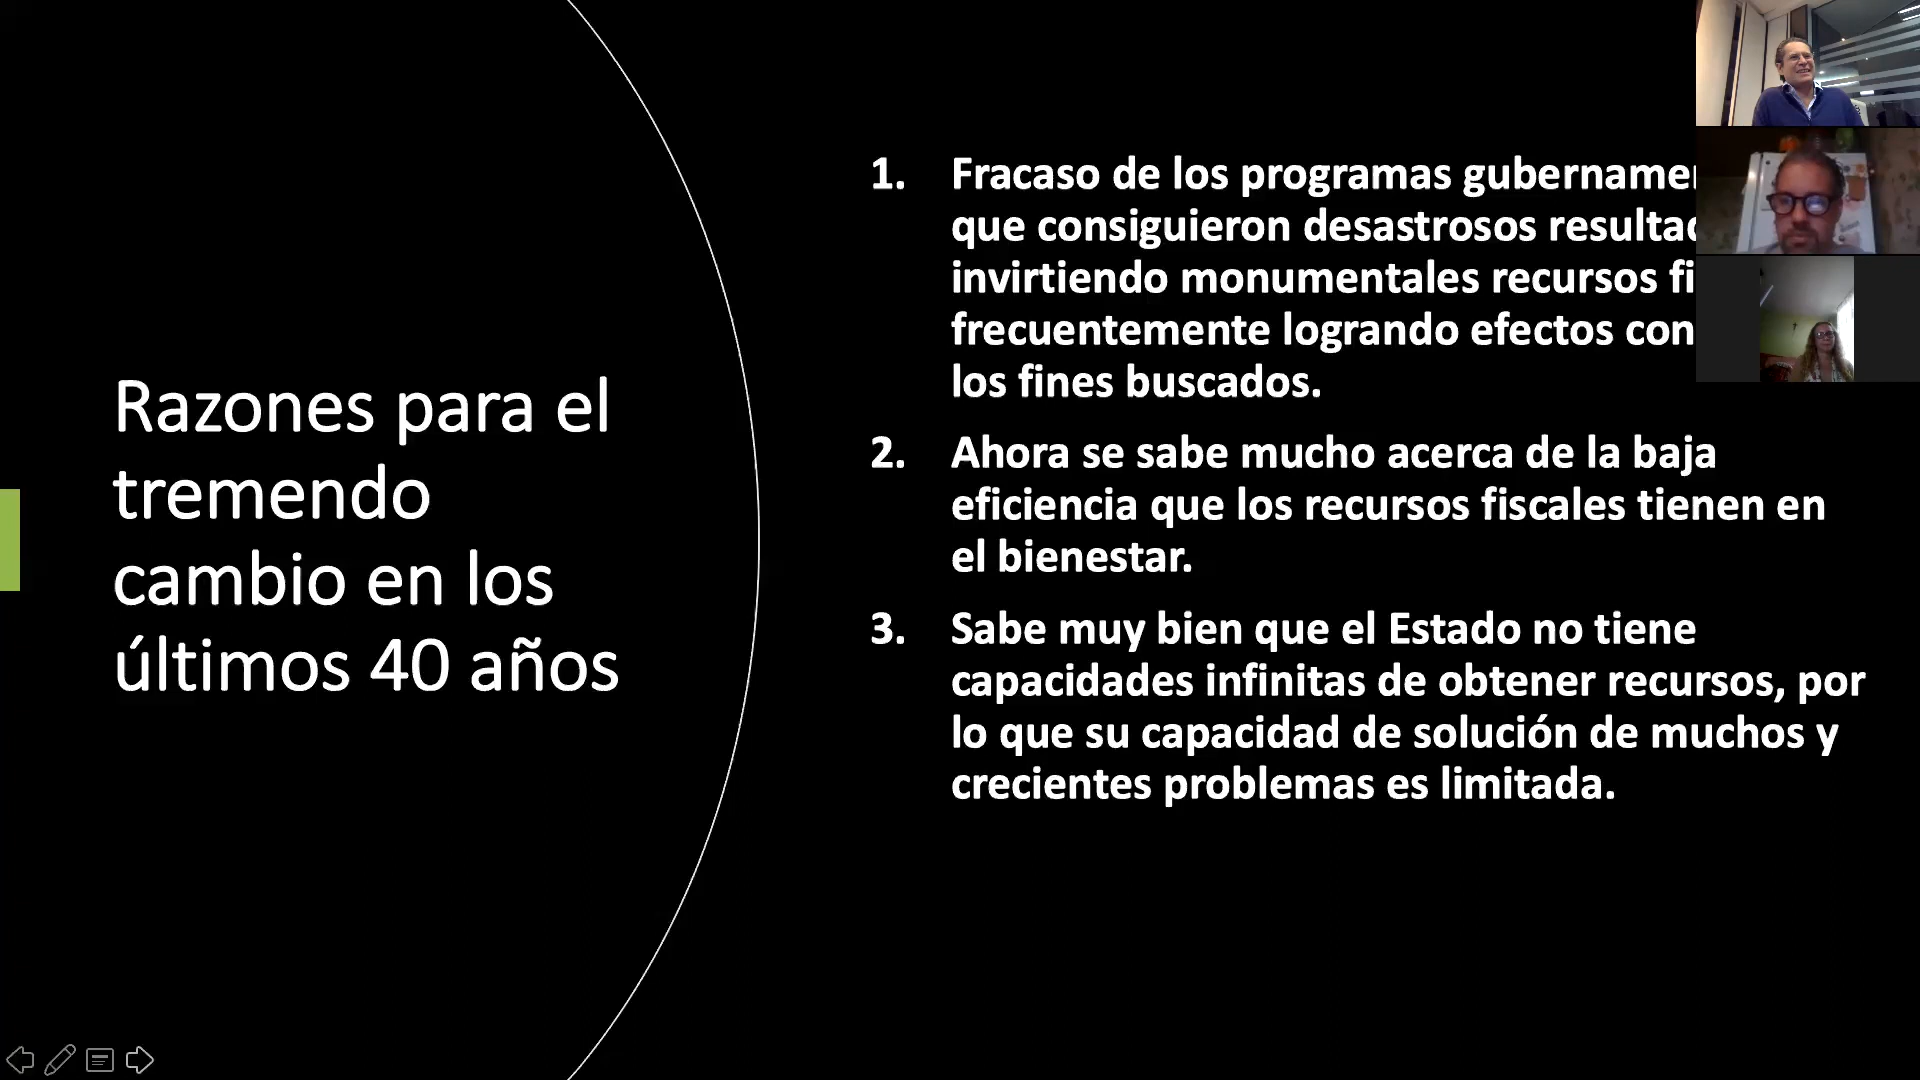 Razones para el
tremendo
cambio en los
últimos 40 años
1. Fracaso de los programas
que consiguieron desastrosos
invirtiendo monumentales recursos
frecuentemente logrando efectos
los fines buscados.
2. Ahora se sabe mucho acerca de la baja
eficiencia que los recursos fiscales tienen en
el bienestar.
3. Sabe muy bien que el Estado no tiene
capacidades infinitas de obtener recursos, por
lo que su capacidad de solución de muchos y
crecientes problemas es limitada.